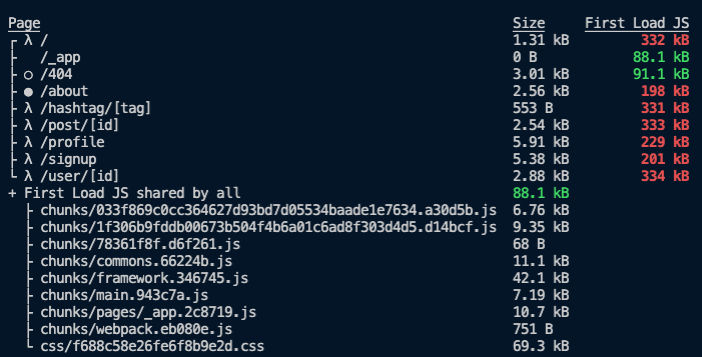 Page Size First Load JS
┌ λ / 1.31 kB 332 kB
├ /_app 0 B 88.1 kB
├ ○ /404 3.01 kB 91.1 kB
├ ● /about 2.56 kB 198 kB
├ λ /hashtag/[tag] 553 B 331 kB
├ λ /post/[id] 2.54 kB 333 kB
├ λ /profile 5.91 kB 229 kB
├ λ /signup 5.38 kB 201 kB
└ λ /user/[id] 2.88 kB 334 kB
+ First Load JS shared by all 88.1 kB
├ chunks/033f869c0cc364627d93bd7d05534baade1e7634.a30d5b.js 6.76 kB
├ chunks/1f306b9fddb00673b504f4b6a01c6ad8f303d4d5.d14bcf.js 9.35 kB
├ chunks/78361f8f.d6f261.js 68 B
├ chunks/commons.66224b.js 11.1 kB
├ chunks/framework.346745.js 42.1 kB
├ chunks/main.943c7a.js 7.19 kB
├ chunks/pages/_app.2c8719.js 10.7 kB
├ chunks/webpack.eb080e.js 751 B
└ css/f688c58e26fe6f8b9e2d.css 69.3 kB